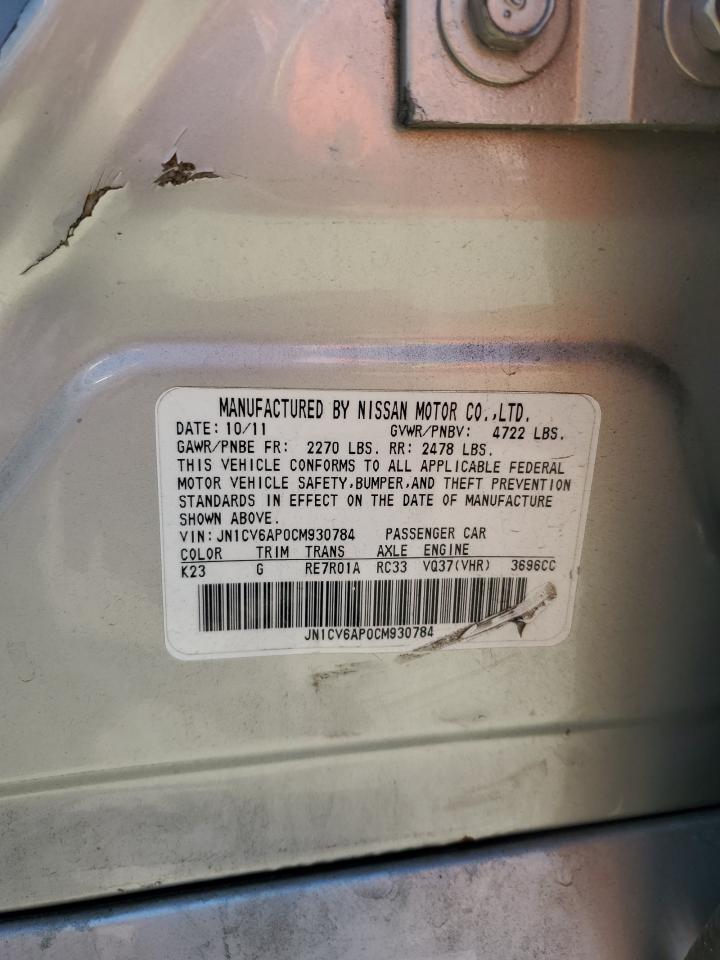 MANUFACTURED BY NISSAN MOTOR CO.,LTD.
DATE: 10/11 GVWR/PNBV: 4722 LBS.
GAWR/PNBE FR: 2270 LBS. RR: 2478 LBS.
THIS VEHICLE CONFORMS TO ALL APPLICABLE FEDERAL
MOTOR VEHICLE SAFETY,BUMPER,AND THEFT PREVENTION
STANDARDS IN EFFECT ON THE DATE OF MANUFACTURE
SHOWN ABOVE.
VIN: JN1CV6AP0CM930784 PASSENGER CAR
COLOR TRIM TRANS AXLE ENGINE
K23 G RE7R01A RC33 VQ37(VHR) 3696CC
JN1CV6AP0CM930784